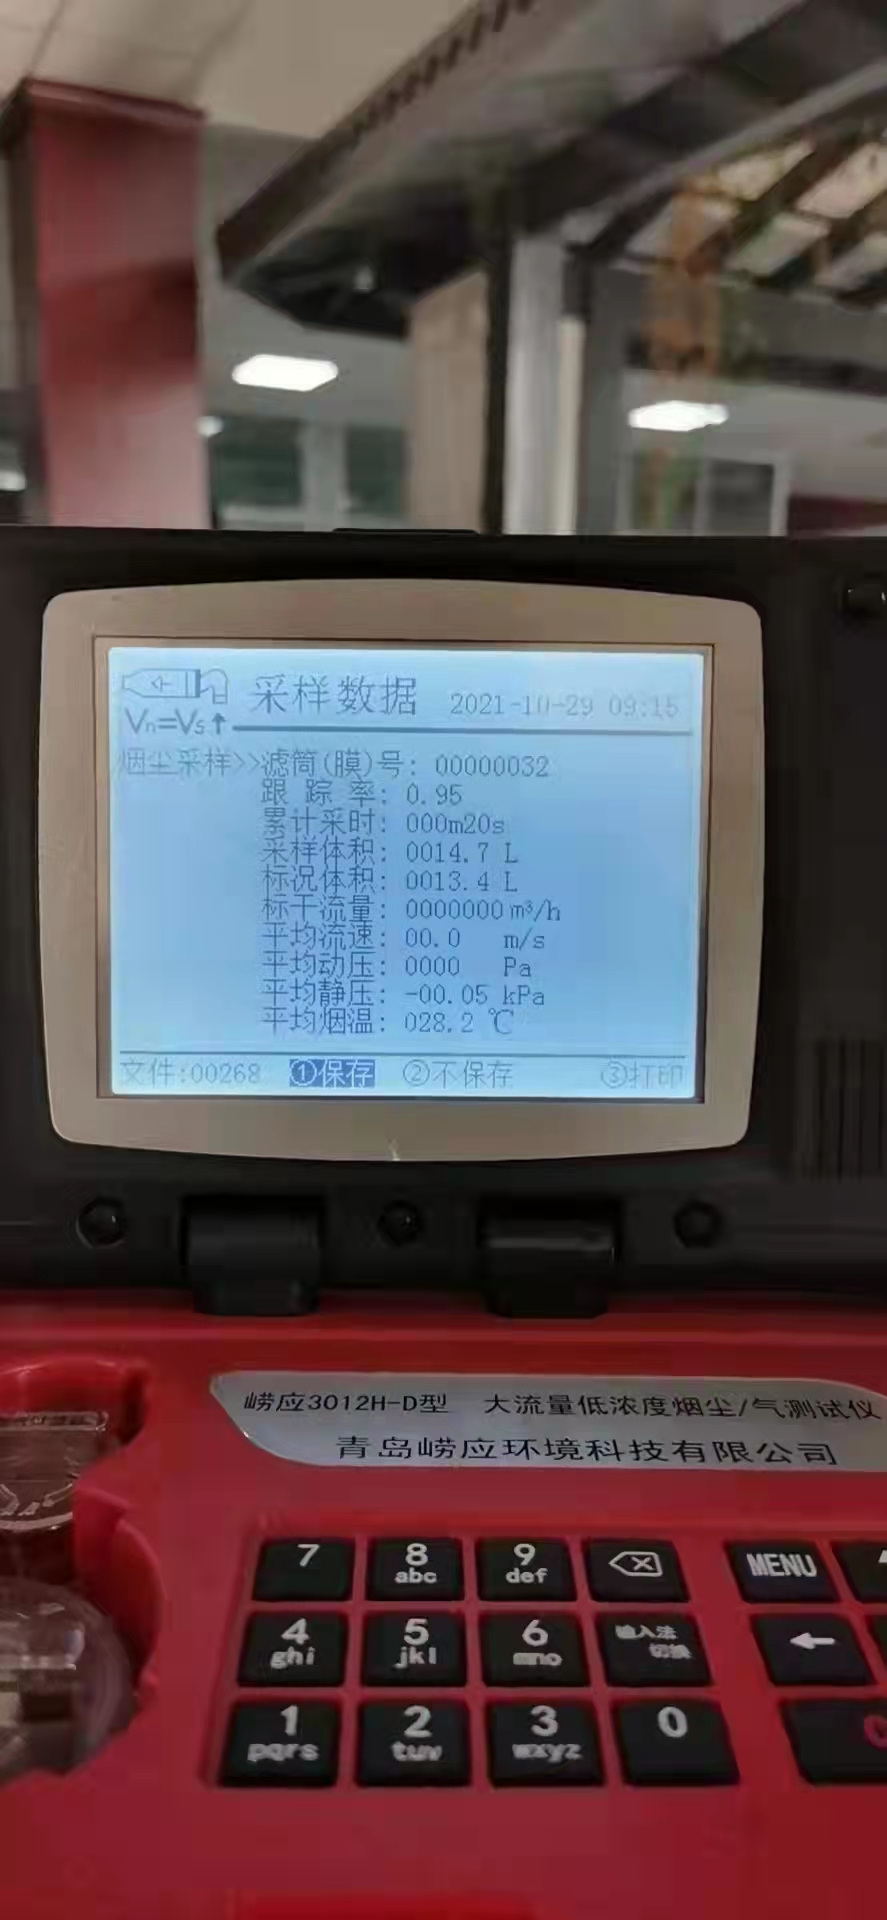 采样数据 2021-10-29 09:15
Vn=Vs↑
烟尘采样>>滤筒(膜)号: 00000032
跟 踪 率: 0.95
累计采时: 000m20s
采样体积: 0014.7 L
标况体积: 0013.4 L
标干流量: 0000000 m³/h
平均流速: 00.0 m/s
平均动压: 0000 Pa
平均静压: -00.05 kPa
平均烟温: 028.2 ℃
文件:00268 ①保存 ②不保存 ③打印
崂应3012H-D型 大流量低浓度烟尘/气测试仪
青岛崂应环境科技有限公司
7 8 9 MENU
abc def
4 5 6 输入法
ghi jkl mno 切换
1 2 3 0
pqrs tuv wxyz